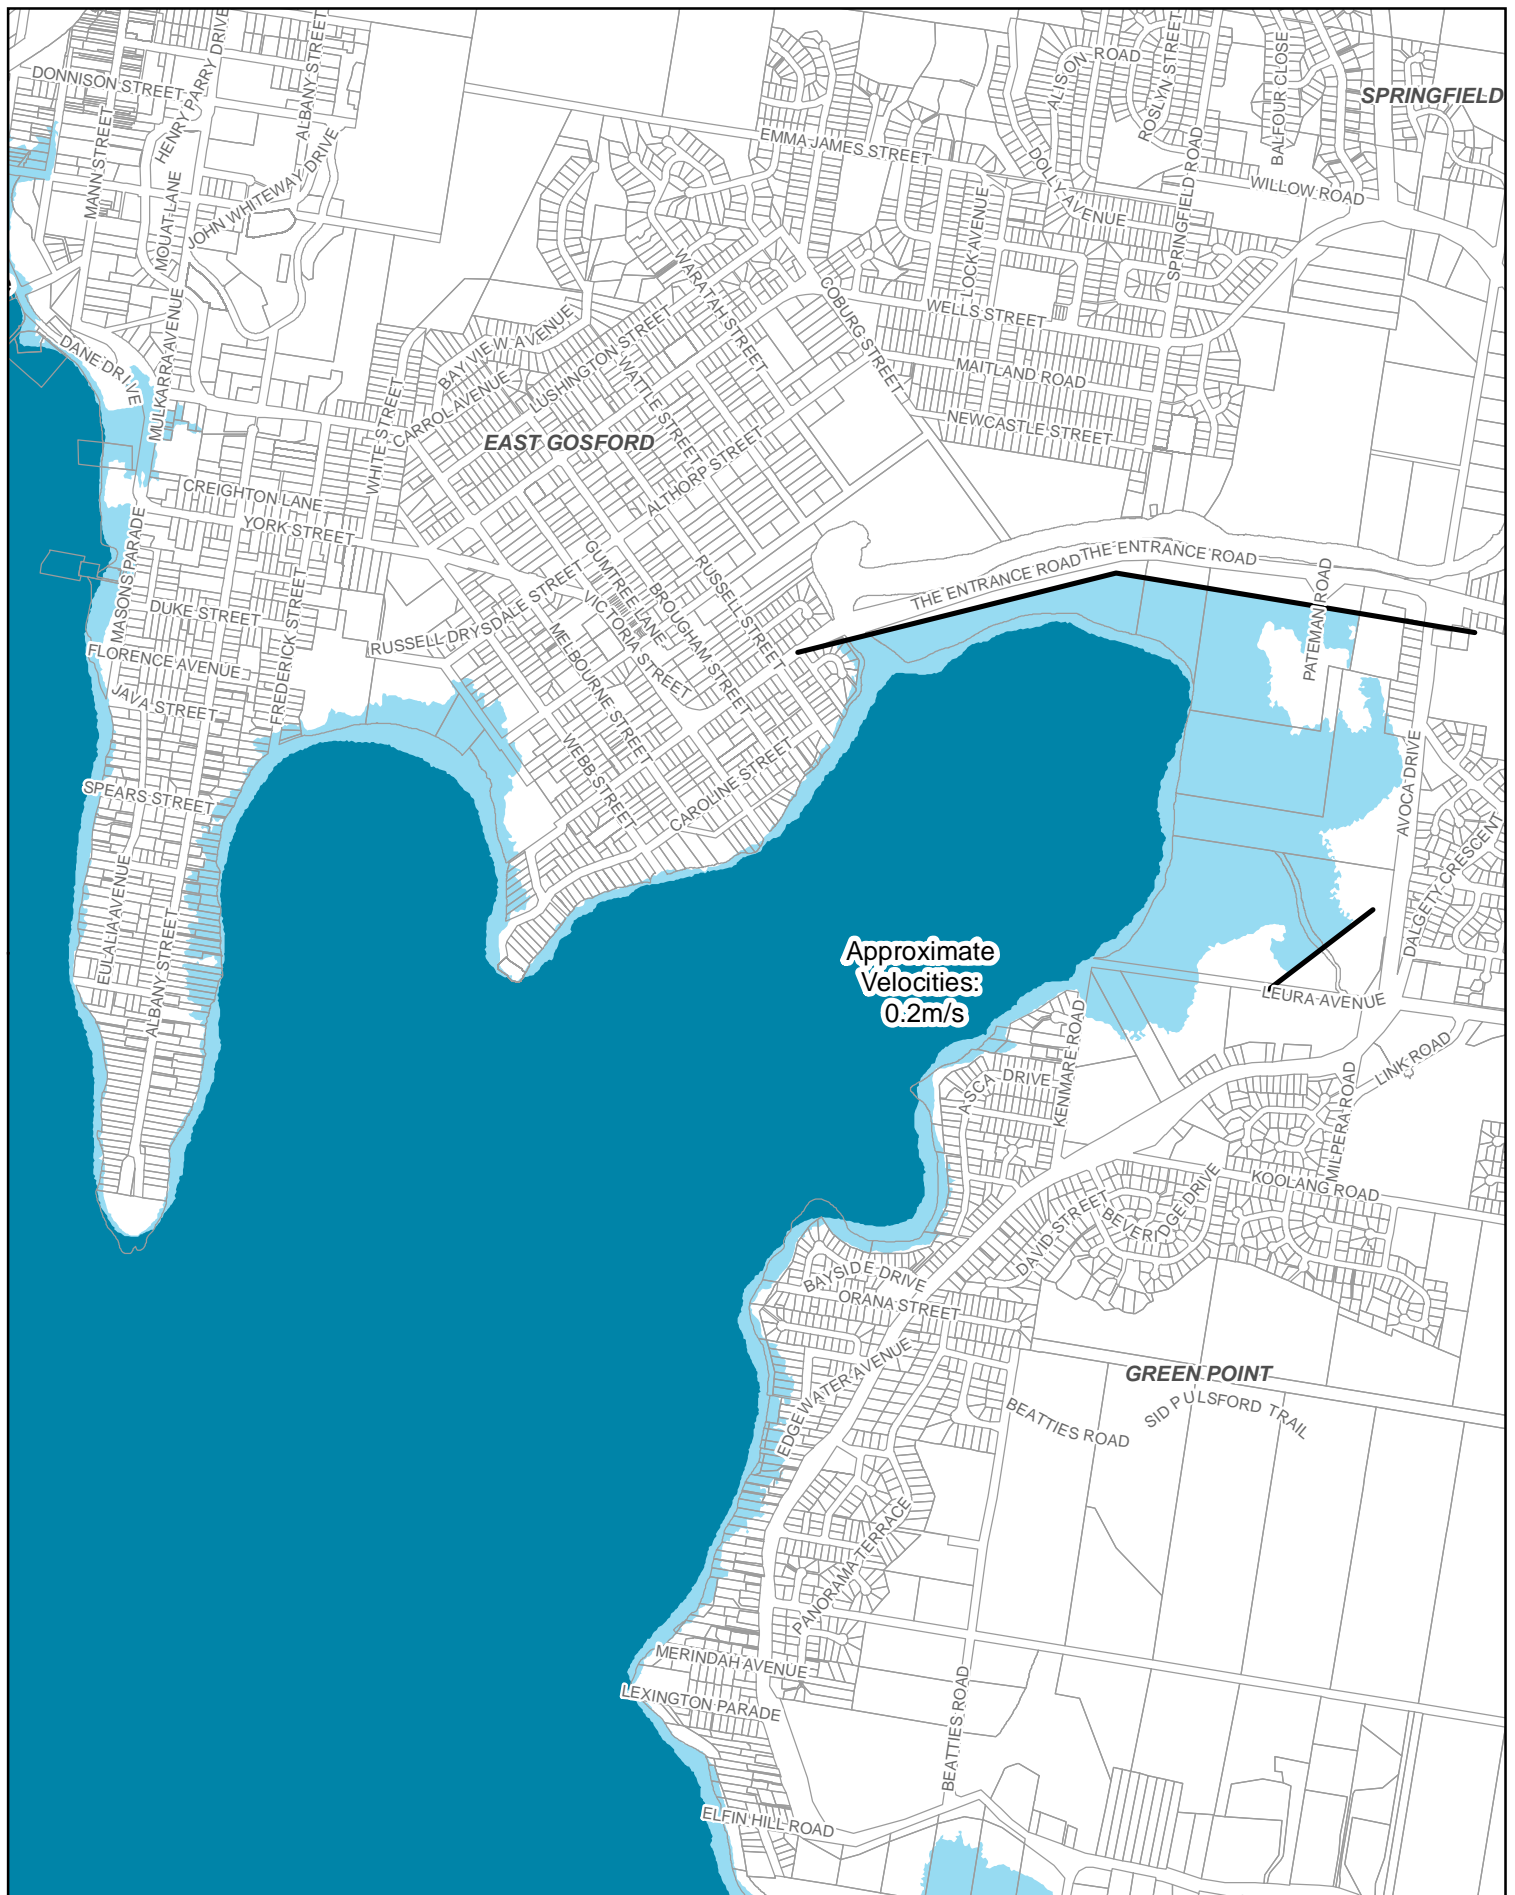 DONNISON STREET
MANN STREET
HENRY PARRY DRIVE
ALBANY STREET
MOUAT LANE
JOHN WHITEWAY DRIVE
EMMA JAMES STREET
ALISON ROAD
ROSLYN STREET
BALFOUR CLOSE
SPRINGFIELD
DOLLY AVENUE
SPRINGFIELD ROAD
WILLOW ROAD
LOCK AVENUE
DANE DRIVE
MULKARRA AVENUE
BAY VIEW AVENUE
CARROL AVENUE
LUSHINGTON STREET
WARATAH STREET
WATTLE STREET
COBURG STREET
WELLS STREET
MAITLAND ROAD
NEWCASTLE STREET
WHITE STREET
EAST GOSFORD
ALTHORP STREET
CREIGHTON LANE
YORK STREET
MASONS PARADE
DUKE STREET
FREDERICK STREET
RUSSELL DRYSDALE STREET
GUMTREE LANE
VICTORIA STREET
BROUGHAM STREET
RUSSELL STREET
MELBOURNE STREET
WEBB STREET
CAROLINE STREET
THE ENTRANCE ROAD
THE ENTRANCE ROAD
PATEMAN ROAD
FLORENCE AVENUE
JAVA STREET
SPEARS STREET
EULALIA AVENUE
ALBANY STREET
AVOCA DRIVE
DALGETY CRESCENT
Approximate
Velocities:
0.2m/s
LEURA AVENUE
KENMARE ROAD
ASCA DRIVE
LINK ROAD
MILPERA ROAD
KOOLANG ROAD
DAVID STREET
BEVERIDGE DRIVE
BAYSIDE DRIVE
ORANA STREET
EDGEWATER AVENUE
GREEN POINT
SID PULSFORD TRAIL
BEATTIES ROAD
PANORAMA TERRACE
MERINDAH AVENUE
LEXINGTON PARADE
BEATTIES ROAD
ELFIN HILL ROAD